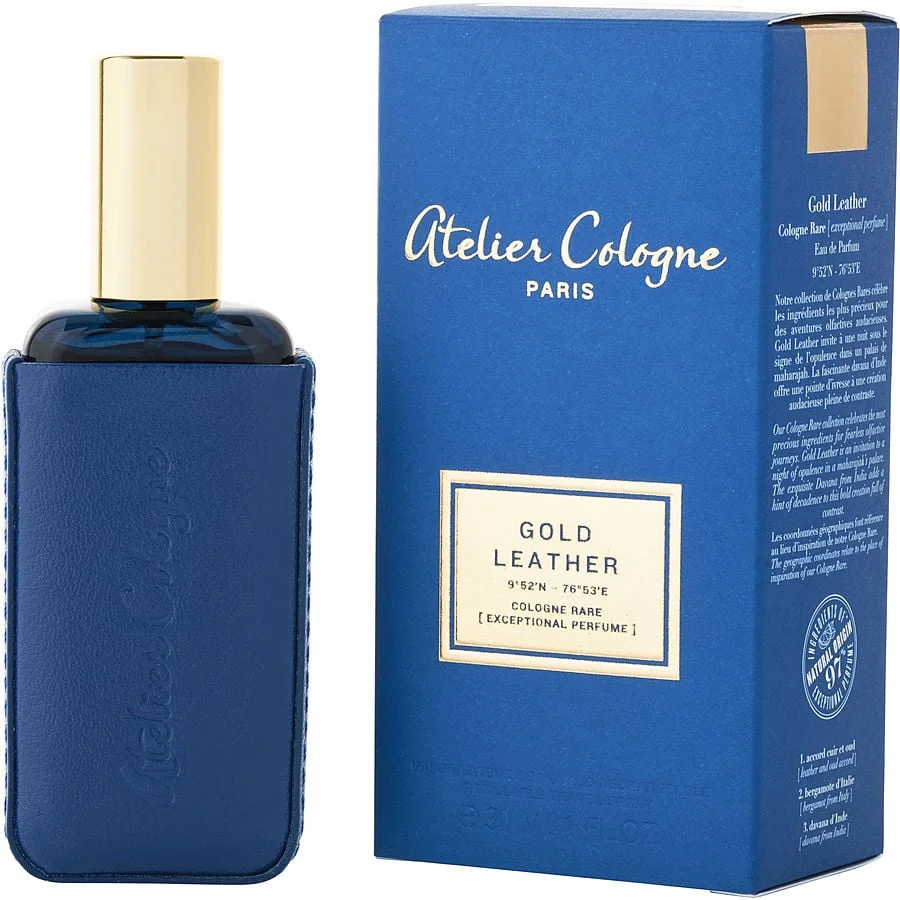 Atelier Cologne
Atelier Cologne
PARIS
GOLD
LEATHER
9°52'N - 76°53'E
COLOGNE RARE
[ EXCEPTIONAL PERFUME ]
Gold Leather
Cologne Rare [ exceptional perfume ]
Eau de Parfum
9°52'N - 76°53'E
Notre collection de Colognes Rares célèbre
les ingrédients les plus précieux pour
des aventures olfactives audacieuses.
Gold Leather invite à une nuit sous le
signe de l'opulence dans un palais de
maharajah. La fascinante davana d'Inde
offre une pointe d'ivresse à une création
audacieuse pleine de contraste.
Our Cologne Rare collection celebrates the most
precious ingredients for fearless olfactive
journeys. Gold Leather is an invitation to a
night of opulence in a maharajah's palace.
The exquisite Davana from India adds a
hint of decadence to this bold creation full of
contrast.
Les coordonnées géographiques font référence
au lieu d'inspiration de notre Cologne Rare.
The geographic coordinates relate to the place of
inspiration of our Cologne Rare.
INGREDIENTS OF
NATURAL ORIGIN
97%
EXCEPTIONAL PERFUME
1. accord cuir et oud
[ leather and oud accord ]
2. bergamote d'Italie
[ bergamot from Italy ]
3. davana d'Inde
[ davana from India ]